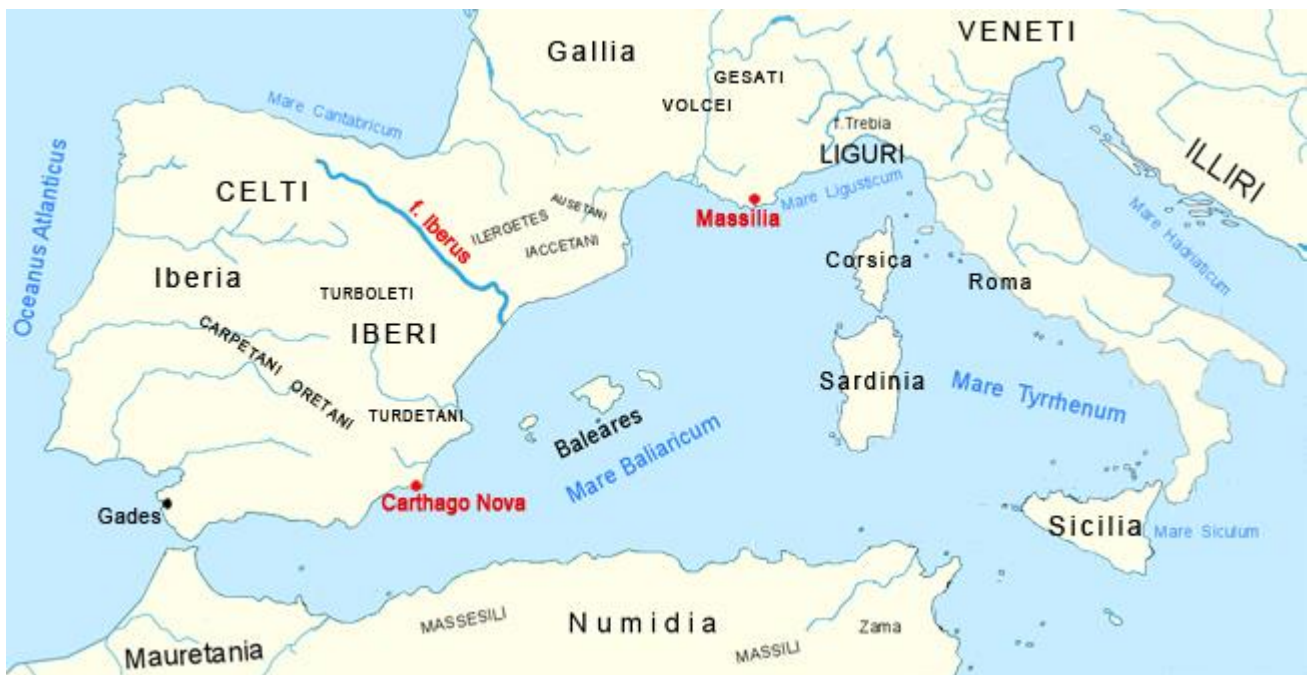 VENETI
Gallia
GESATI
VOLCEI
Mare Cantabricum
f.Trebia
LIGURI
ILLIRI
Oceanus Atlanticus
CELTI
f. Iberus
AUSETANI
ILERGETES
IACCETANI
Massilia
Mare Ligusticum
Mare Hadriaticum
Corsica
Roma
Iberia
TURBOLETI
IBERI
CARPETANI
ORETANI
TURDETANI
Sardinia
Mare Tyrrhenum
Baleares
Mare Baliaricum
Carthago Nova
Gades
Sicilia
Mare Siculum
MASSESILI
Numidia
Zama
MASSILI
Mauretania